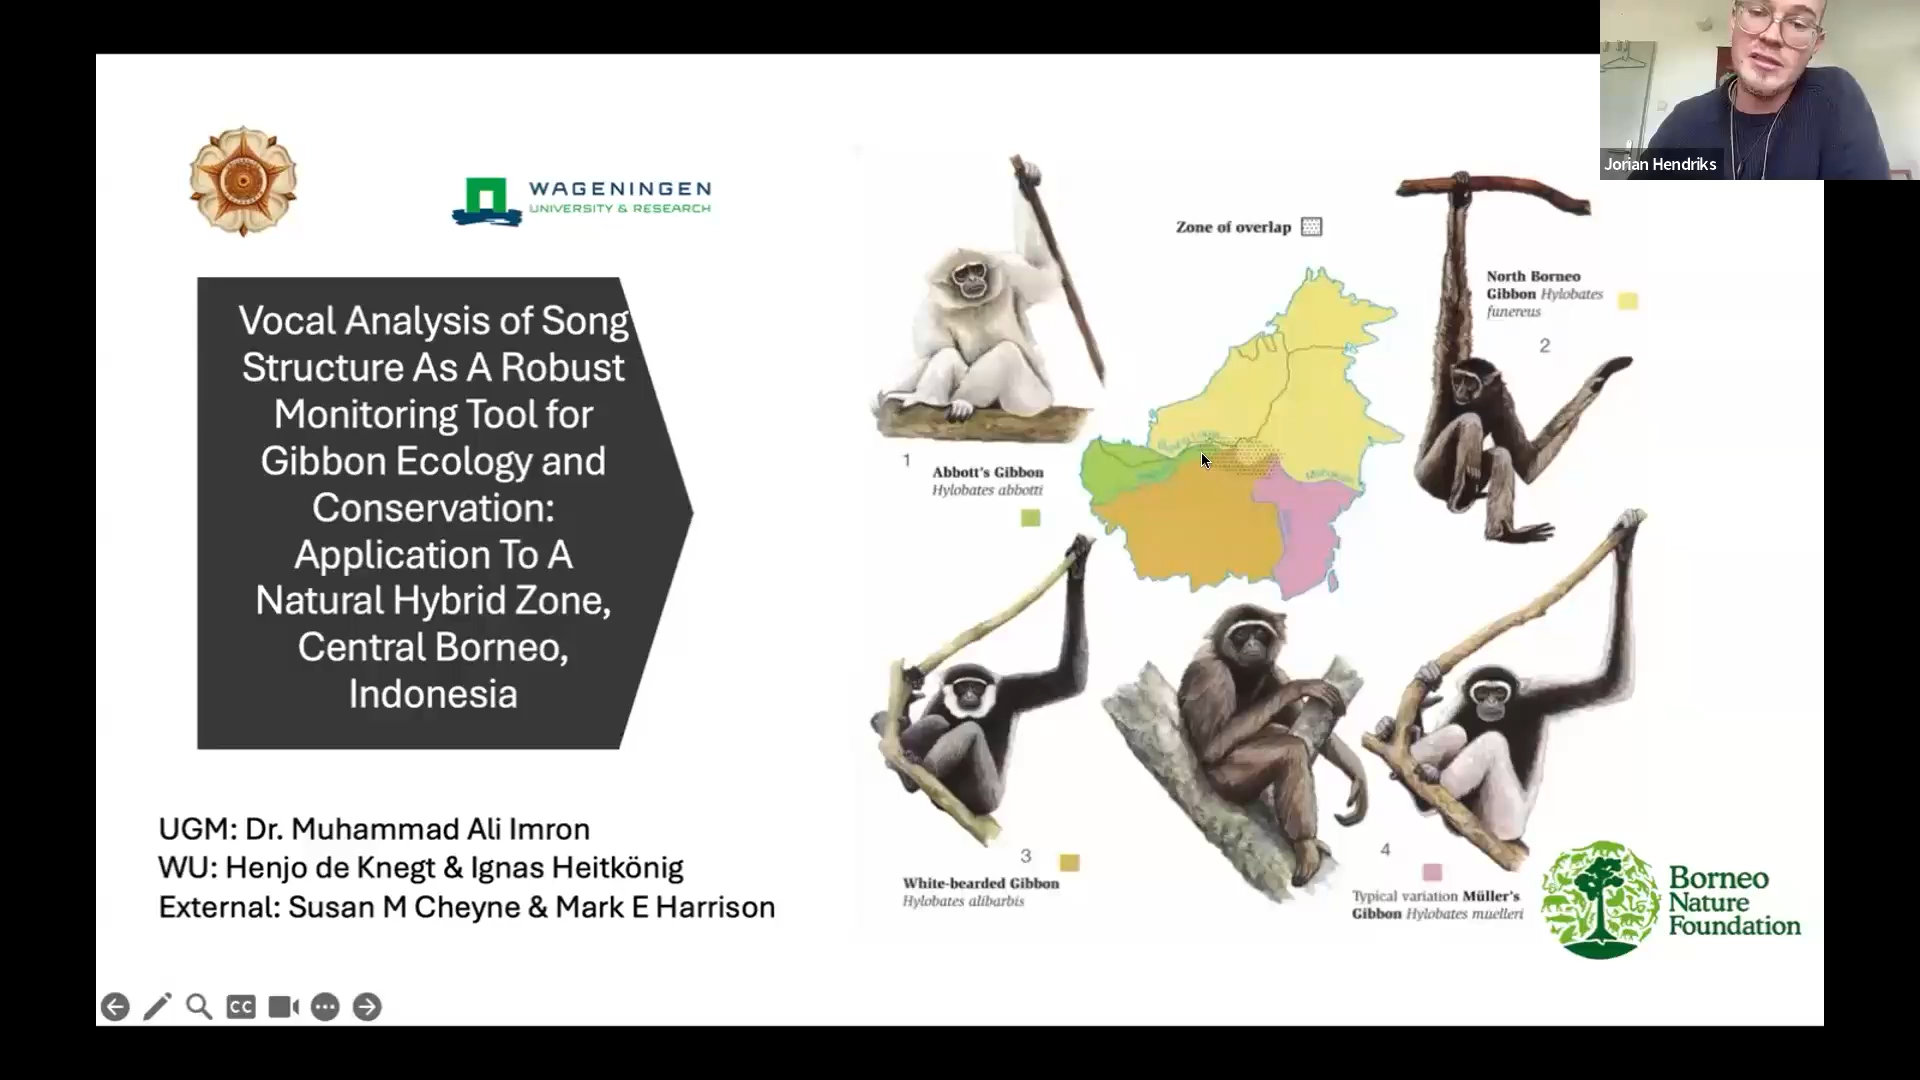 Jorian Hendriks
WAGENINGEN
UNIVERSITY & RESEARCH
Vocal Analysis of Song
Structure As A Robust
Monitoring Tool for
Gibbon Ecology and
Conservation:
Application To A
Natural Hybrid Zone,
Central Borneo,
Indonesia
UGM: Dr. Muhammad Ali Imron
WU: Henjo de Knegt & Ignas Heitkönig
External: Susan M Cheyne & Mark E Harrison
Zone of overlap
1
Abbott's Gibbon
Hylobates abbotti
North Borneo
Gibbon Hylobates
funereus
2
3
White-bearded Gibbon
Hylobates alibarbis
4
Typical variation Müller's
Gibbon Hylobates muelleri
Borneo
Nature
Foundation
CC